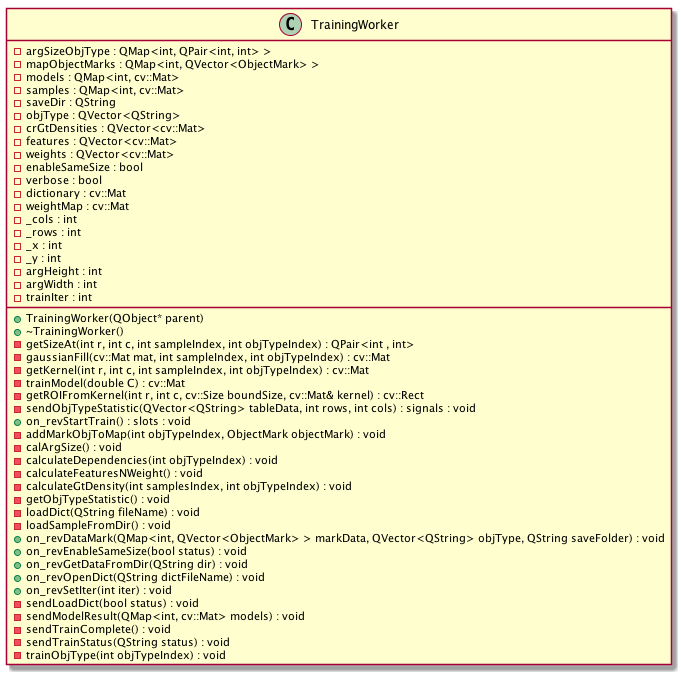 C TrainingWorker
argSizeObjType : QMap<int, QPair<int, int> >
mapObjectMarks : QMap<int, QVector<ObjectMark> >
models : QMap<int, cv::Mat>
samples : QMap<int, cv::Mat>
saveDir : QString
objType : QVector<QString>
crGtDensities : QVector<cv::Mat>
features : QVector<cv::Mat>
weights : QVector<cv::Mat>
enableSameSize : bool
verbose : bool
dictionary : cv::Mat
weightMap : cv::Mat
_cols : int
_rows : int
_x : int
_y : int
argHeight : int
argWidth : int
trainIter : int
TrainingWorker(QObject* parent)
~TrainingWorker()
getSizeAt(int r, int c, int sampleIndex, int objTypeIndex) : QPair<int , int>
gaussianFill(cv::Mat mat, int sampleIndex, int objTypeIndex) : cv::Mat
getKernel(int r, int c, int sampleIndex, int objTypeIndex) : cv::Mat
trainModel(double C) : cv::Mat
getROIFromKernel(int r, int c, cv::Size boundSize, cv::Mat& kernel) : cv::Rect
sendObjTypeStatistic(QVector<QString> tableData, int rows, int cols) : signals : void
on_revStartTrain() : slots : void
addMarkObjToMap(int objTypeIndex, ObjectMark objectMark) : void
calArgSize() : void
calculateDependencies(int objTypeIndex) : void
calculateFeaturesNWeight() : void
calculateGtDensity(int samplesIndex, int objTypeIndex) : void
getObjTypeStatistic() : void
loadDict(QString fileName) : void
loadSampleFromDir() : void
on_revDataMark(QMap<int, QVector<ObjectMark> > markData, QVector<QString> objType, QString saveFolder) : void
on_revEnableSameSize(bool status) : void
on_revGetDataFromDir(QString dir) : void
on_revOpenDict(QString dictFileName) : void
on_revSetIter(int iter) : void
sendLoadDict(bool status) : void
sendModelResult(QMap<int, cv::Mat> models) : void
sendTrainComplete() : void
sendTrainStatus(QString status) : void
trainObjType(int objTypeIndex) : void